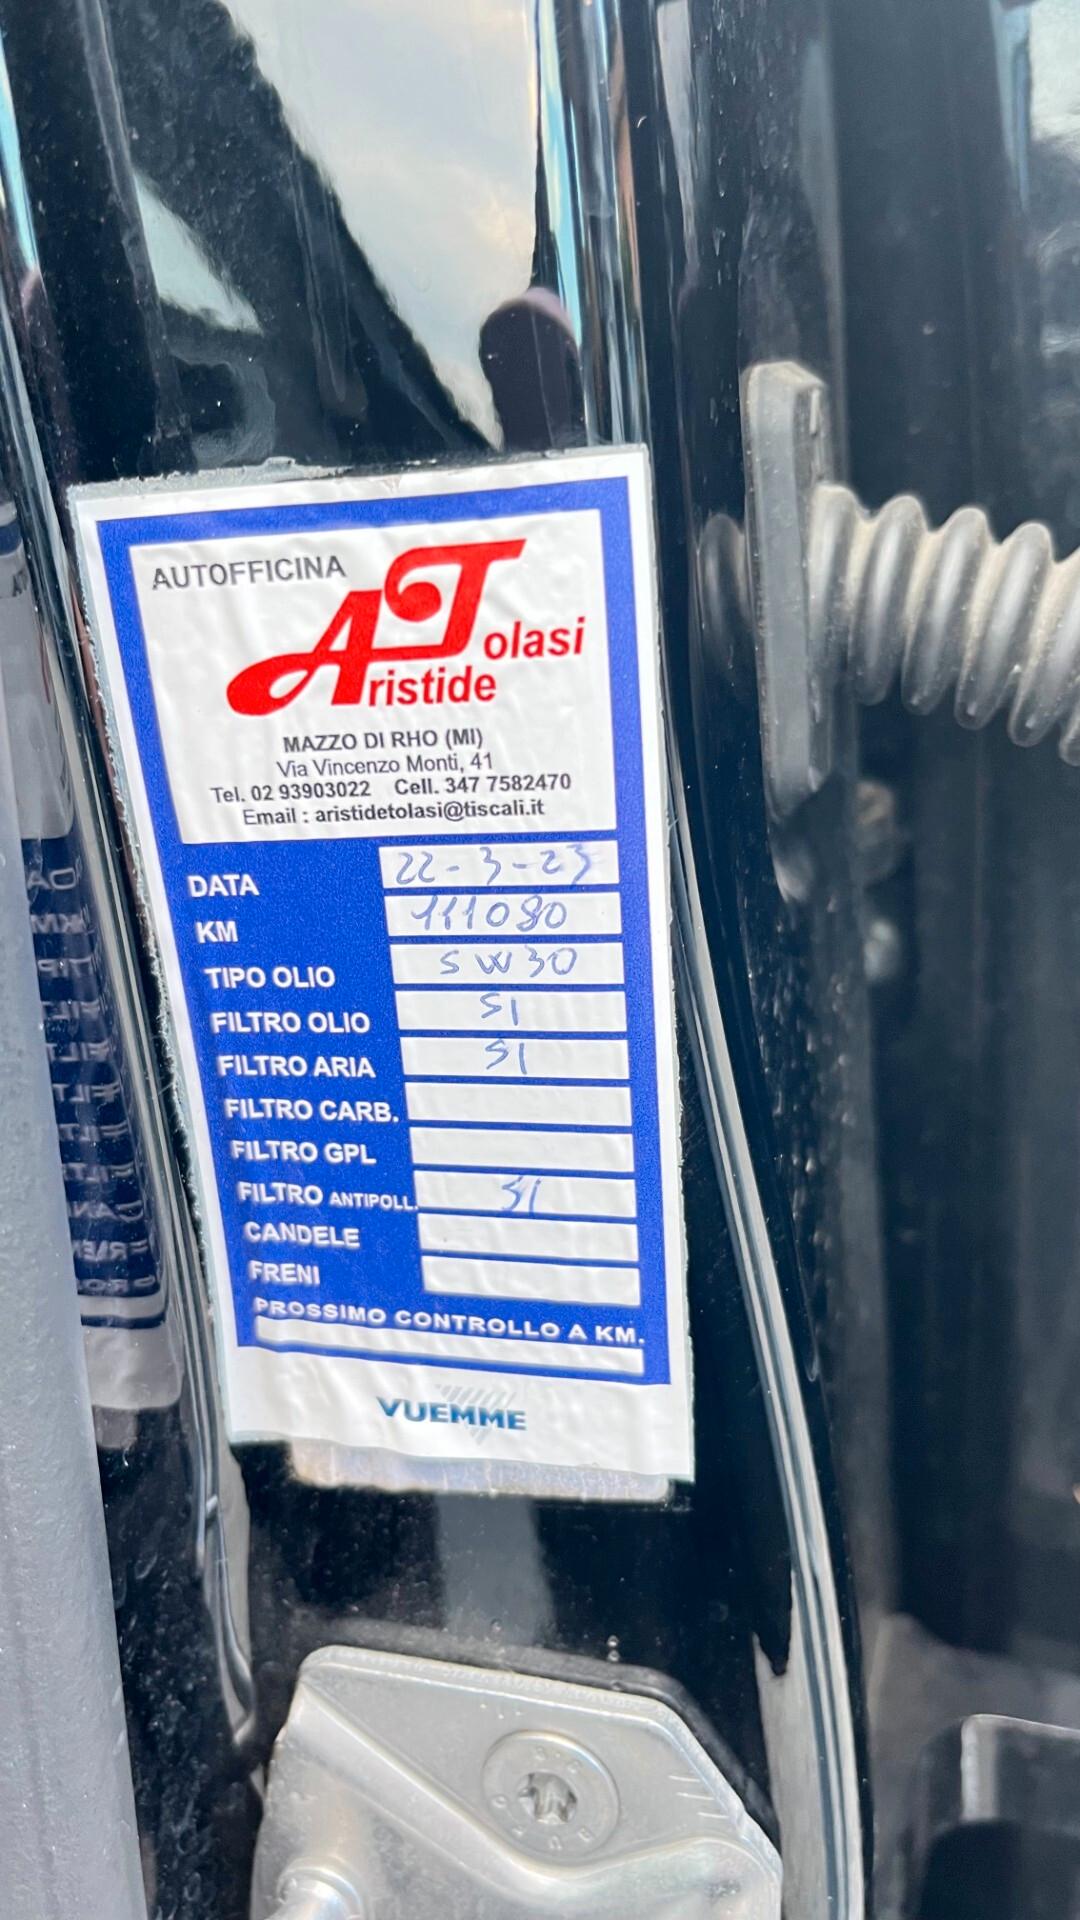 AUTOFFICINA
Aristide Tolasi
MAZZO DI RHO (MI)
Via Vincenzo Monti, 41
Tel. 02 93903022 Cell. 347 7582470
Email : aristidetolasi@tiscali.it
DATA 22-3-23
KM 111080
TIPO OLIO 5W30
FILTRO OLIO SI
FILTRO ARIA SI
FILTRO CARB.
FILTRO GPL
FILTRO ANTIPOLL. SI
CANDELE
FRENI
PROSSIMO CONTROLLO A KM.
VUEMME